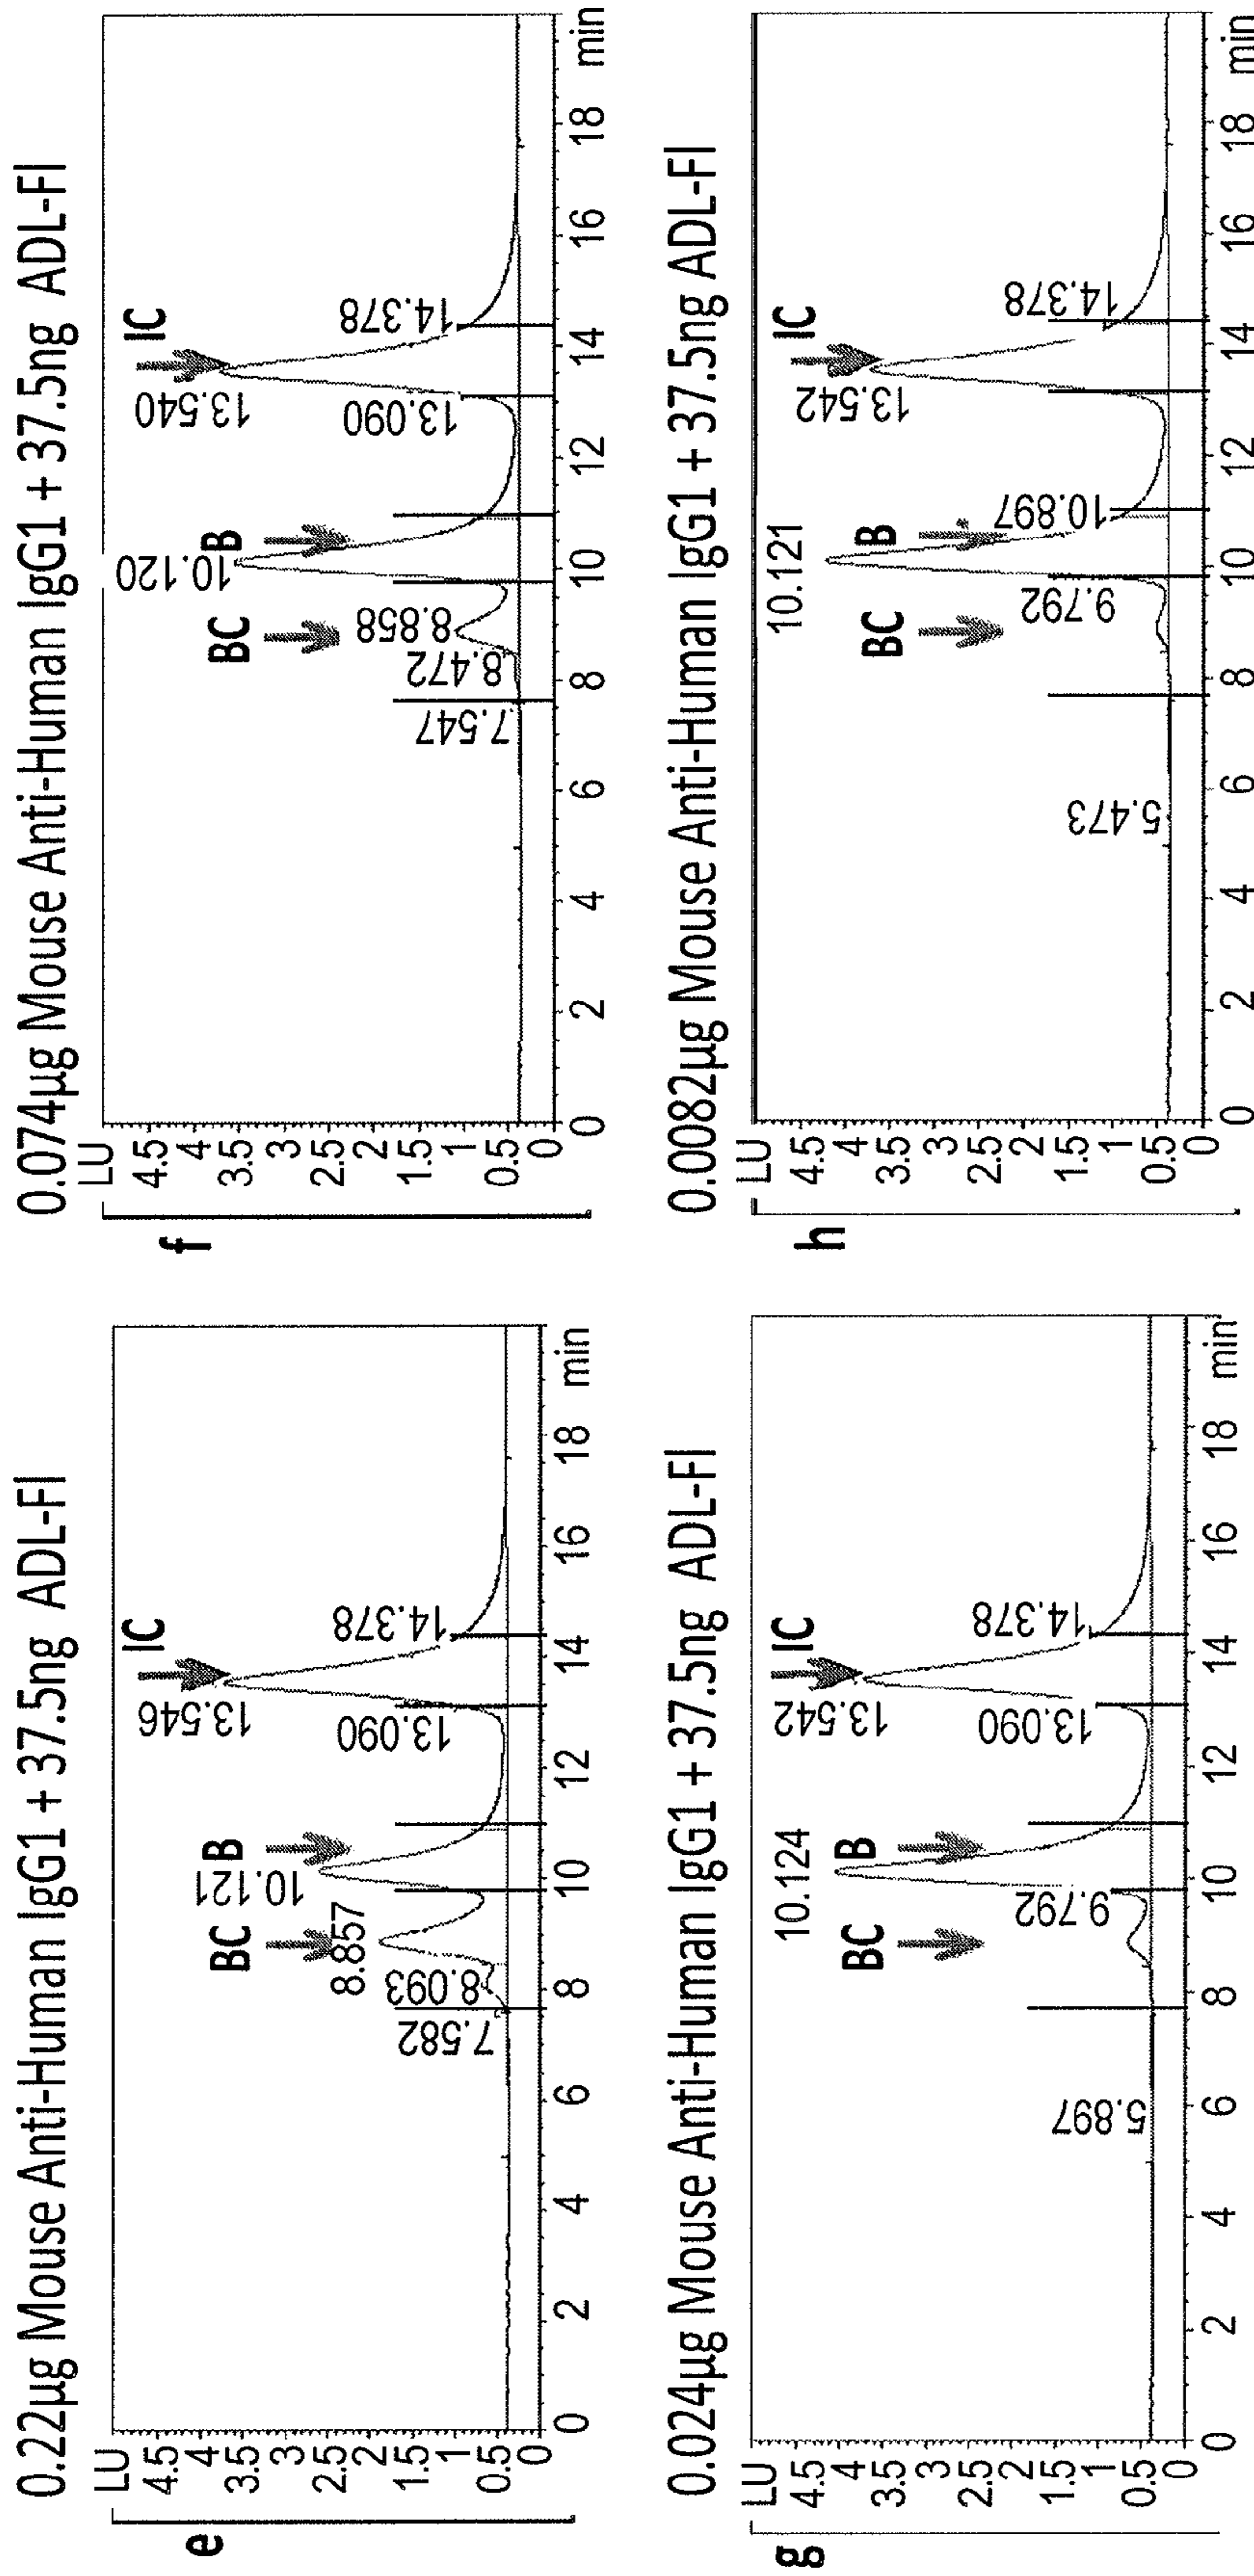 0.22µg Mouse Anti-Human IgG1 + 37.5ng ADL-Fl
e
LU
4.5
4
3.5
3
2.5
2
1.5
1
0.5
0
BC
B
IC
7.582
8.093
8.857
10.121
13.090
13.546
14.378
0 2 4 6 8 10 12 14 16 18 min
0.074µg Mouse Anti-Human IgG1 + 37.5ng ADL-Fl
f
LU
4.5
4
3.5
3
2.5
2
1.5
1
0.5
0
BC
B
IC
7.547
8.472
8.858
10.120
13.090
13.540
14.378
0 2 4 6 8 10 12 14 16 18 min
0.024µg Mouse Anti-Human IgG1 + 37.5ng ADL-Fl
g
LU
4.5
4
3.5
3
2.5
2
1.5
1
0.5
0
BC
B
IC
5.897
9.792
10.124
13.090
13.542
14.378
0 2 4 6 8 10 12 14 16 18 min
0.0082µg Mouse Anti-Human IgG1 + 37.5ng ADL-Fl
h
LU
4.5
4
3.5
3
2.5
2
1.5
1
0.5
0
BC
B
IC
5.473
9.792
10.121
10.897
13.542
14.378
0 2 4 6 8 10 12 14 16 18 min